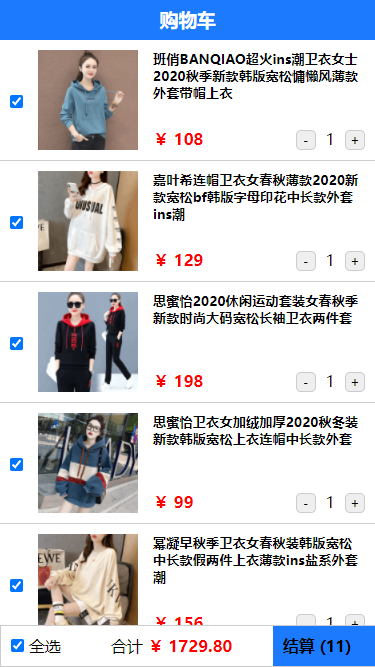 购物车
班俏BANQIAO超火ins潮卫衣女士
2020秋季新款韩版宽松慵懒风薄款
外套带帽上衣
￥ 108
- 1 +
嘉叶希连帽卫衣女春秋薄款2020新
款宽松bf韩版字母印花中长款外套
ins潮
￥ 129
- 1 +
思蜜怡2020休闲运动套装女春秋季
新款时尚大码宽松长袖卫衣两件套
￥ 198
- 1 +
思蜜怡卫衣女加绒加厚2020秋冬装
新款韩版宽松上衣连帽中长款外套
￥ 99
- 1 +
幂凝早秋季卫衣女春秋装韩版宽松
中长款假两件上衣薄款ins盐系外套
潮
￥ 156
- 1 +
全选 合计 ￥ 1729.80 结算 (11)